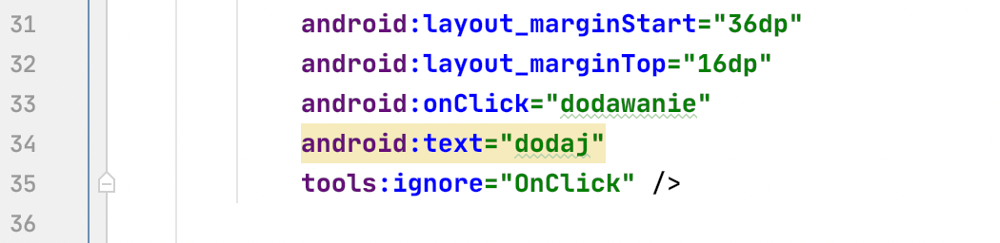 31 android:layout_marginStart="36dp"
32 android:layout_marginTop="16dp"
33 android:onClick="dodawanie"
34 android:text="dodaj"
35 tools:ignore="OnClick" />
36